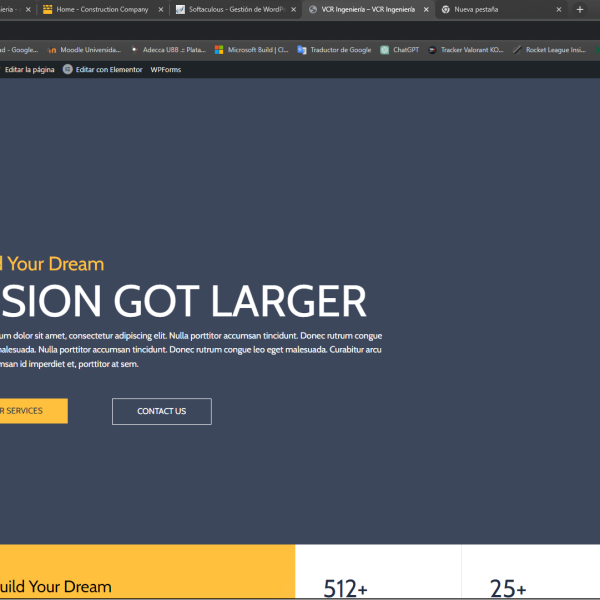 iería - 
Home - Construction Company
Softaculous - Gestión de WordPr
VCR Ingeniería – VCR Ingeniería
Nueva pestaña
ad - Google...
Moodle Universida...
Adecca U88 .:: Plata...
Microsoft Build | Cl...
Traductor de Google
ChatGPT
Tracker Valorant KO...
Rocket League Insi...
Editar la página
Editar con Elementor
WPForms
d Your Dream
SION GOT LARGER
um dolor sit amet, consectetur adipiscing elit. Nulla porttitor accumsan tincidunt. Donec rutrum congue
malesuada. Nulla porttitor accumsan tincidunt. Donec rutrum congue leo eget malesuada. Curabitur arcu
msan id imperdiet et, porttitor at sem.
R SERVICES
CONTACT US
uild Your Dream
512+
25+